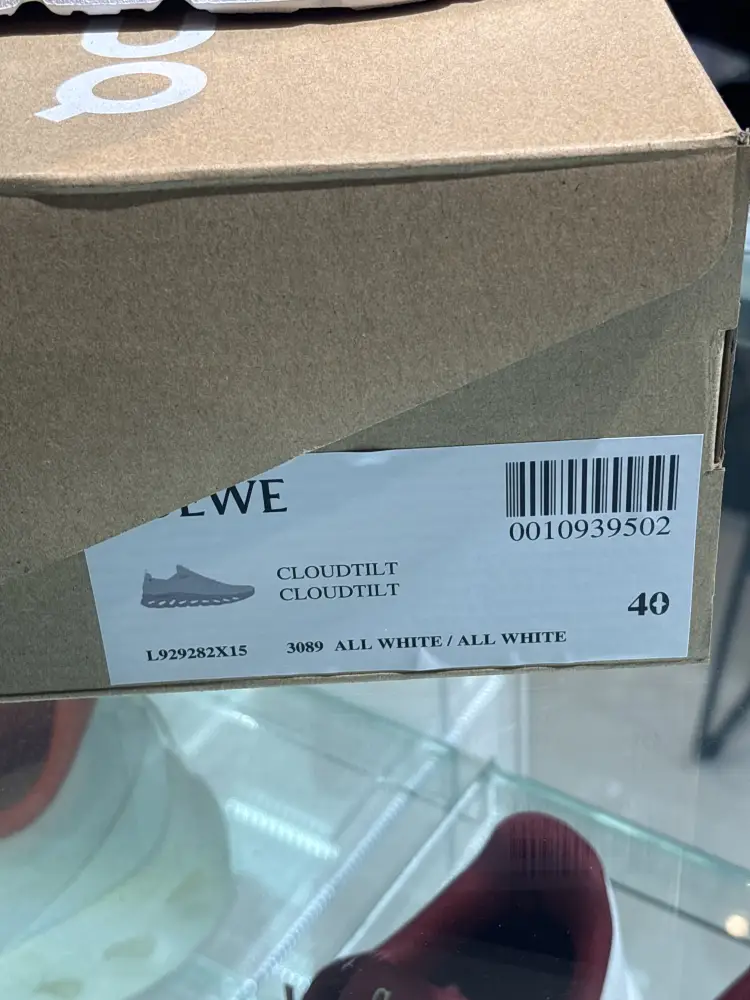 EWE
0010939502
CLOUDTILT
CLOUDTILT
40
L929282X15 3089 ALL WHITE / ALL WHITE